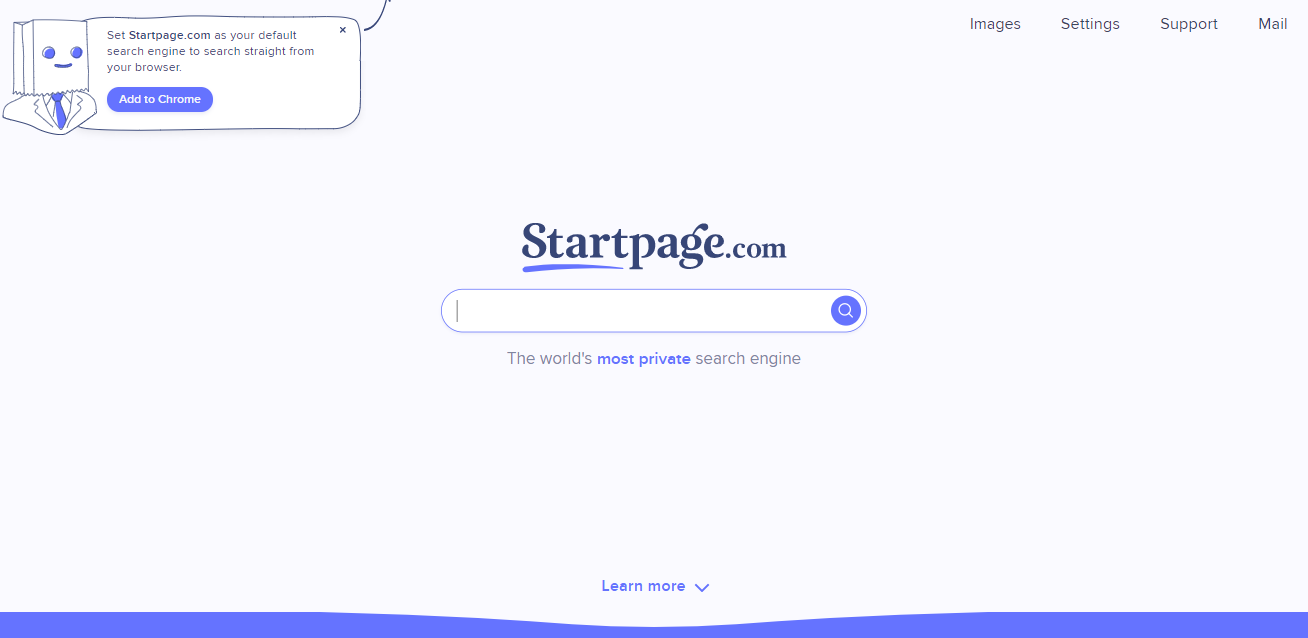 Images Settings Support Mail
Set Startpage.com as your default
search engine to search straight from
your browser.
Add to Chrome
Startpage.com
The world's most private search engine
Learn more